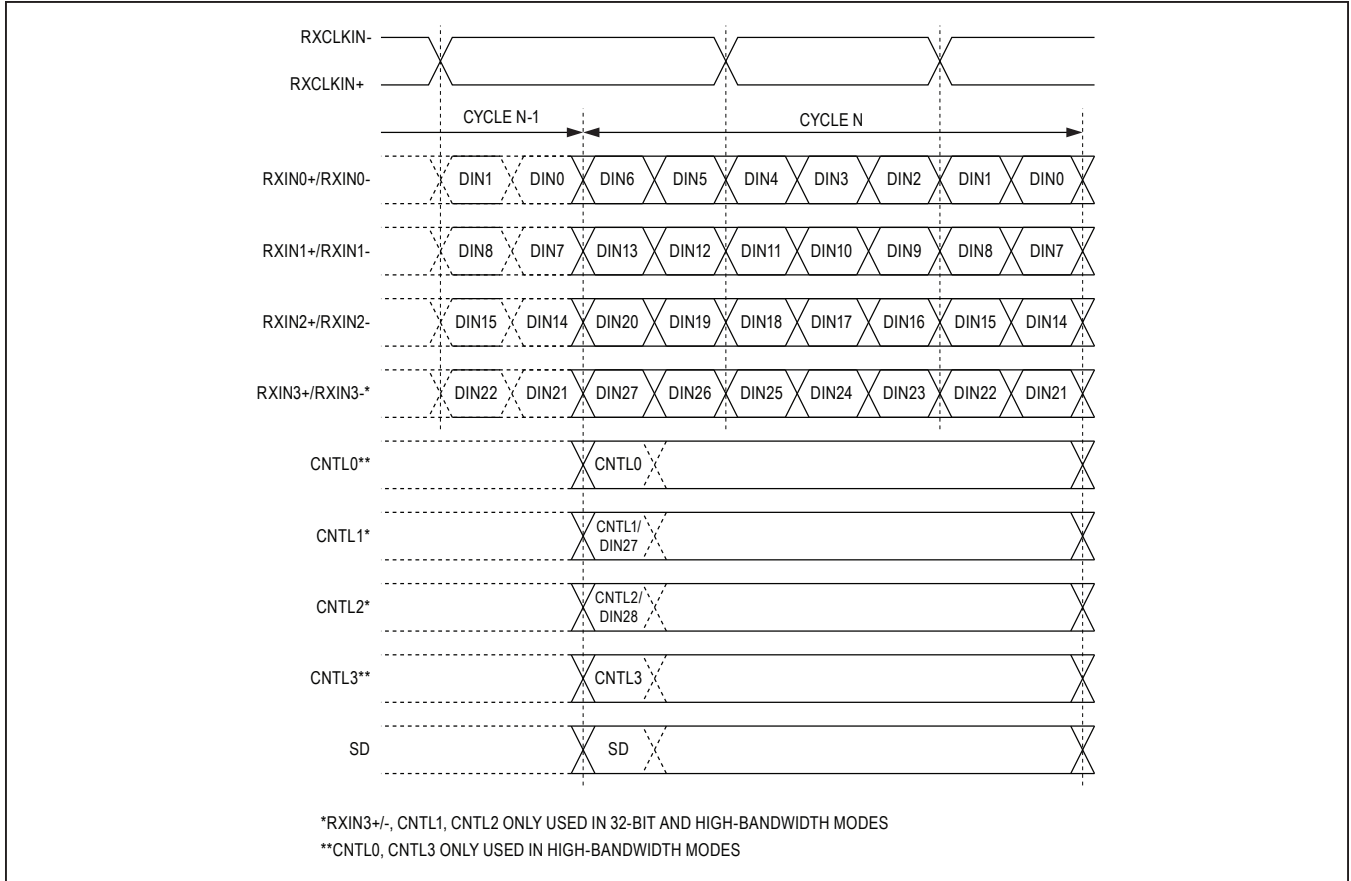 RXCLKIN-
RXCLKIN+
CYCLE N-1 CYCLE N
RXIN0+/RXIN0- DIN1 DIN0 DIN6 DIN5 DIN4 DIN3 DIN2 DIN1 DIN0
RXIN1+/RXIN1- DIN8 DIN7 DIN13 DIN12 DIN11 DIN10 DIN9 DIN8 DIN7
RXIN2+/RXIN2- DIN15 DIN14 DIN20 DIN19 DIN18 DIN17 DIN16 DIN15 DIN14
RXIN3+/RXIN3-* DIN22 DIN21 DIN27 DIN26 DIN25 DIN24 DIN23 DIN22 DIN21
CNTL0** CNTL0
CNTL1* CNTL1/
DIN27
CNTL2* CNTL2/
DIN28
CNTL3** CNTL3
SD SD
*RXIN3+/-, CNTL1, CNTL2 ONLY USED IN 32-BIT AND HIGH-BANDWIDTH MODES
**CNTL0, CNTL3 ONLY USED IN HIGH-BANDWIDTH MODES